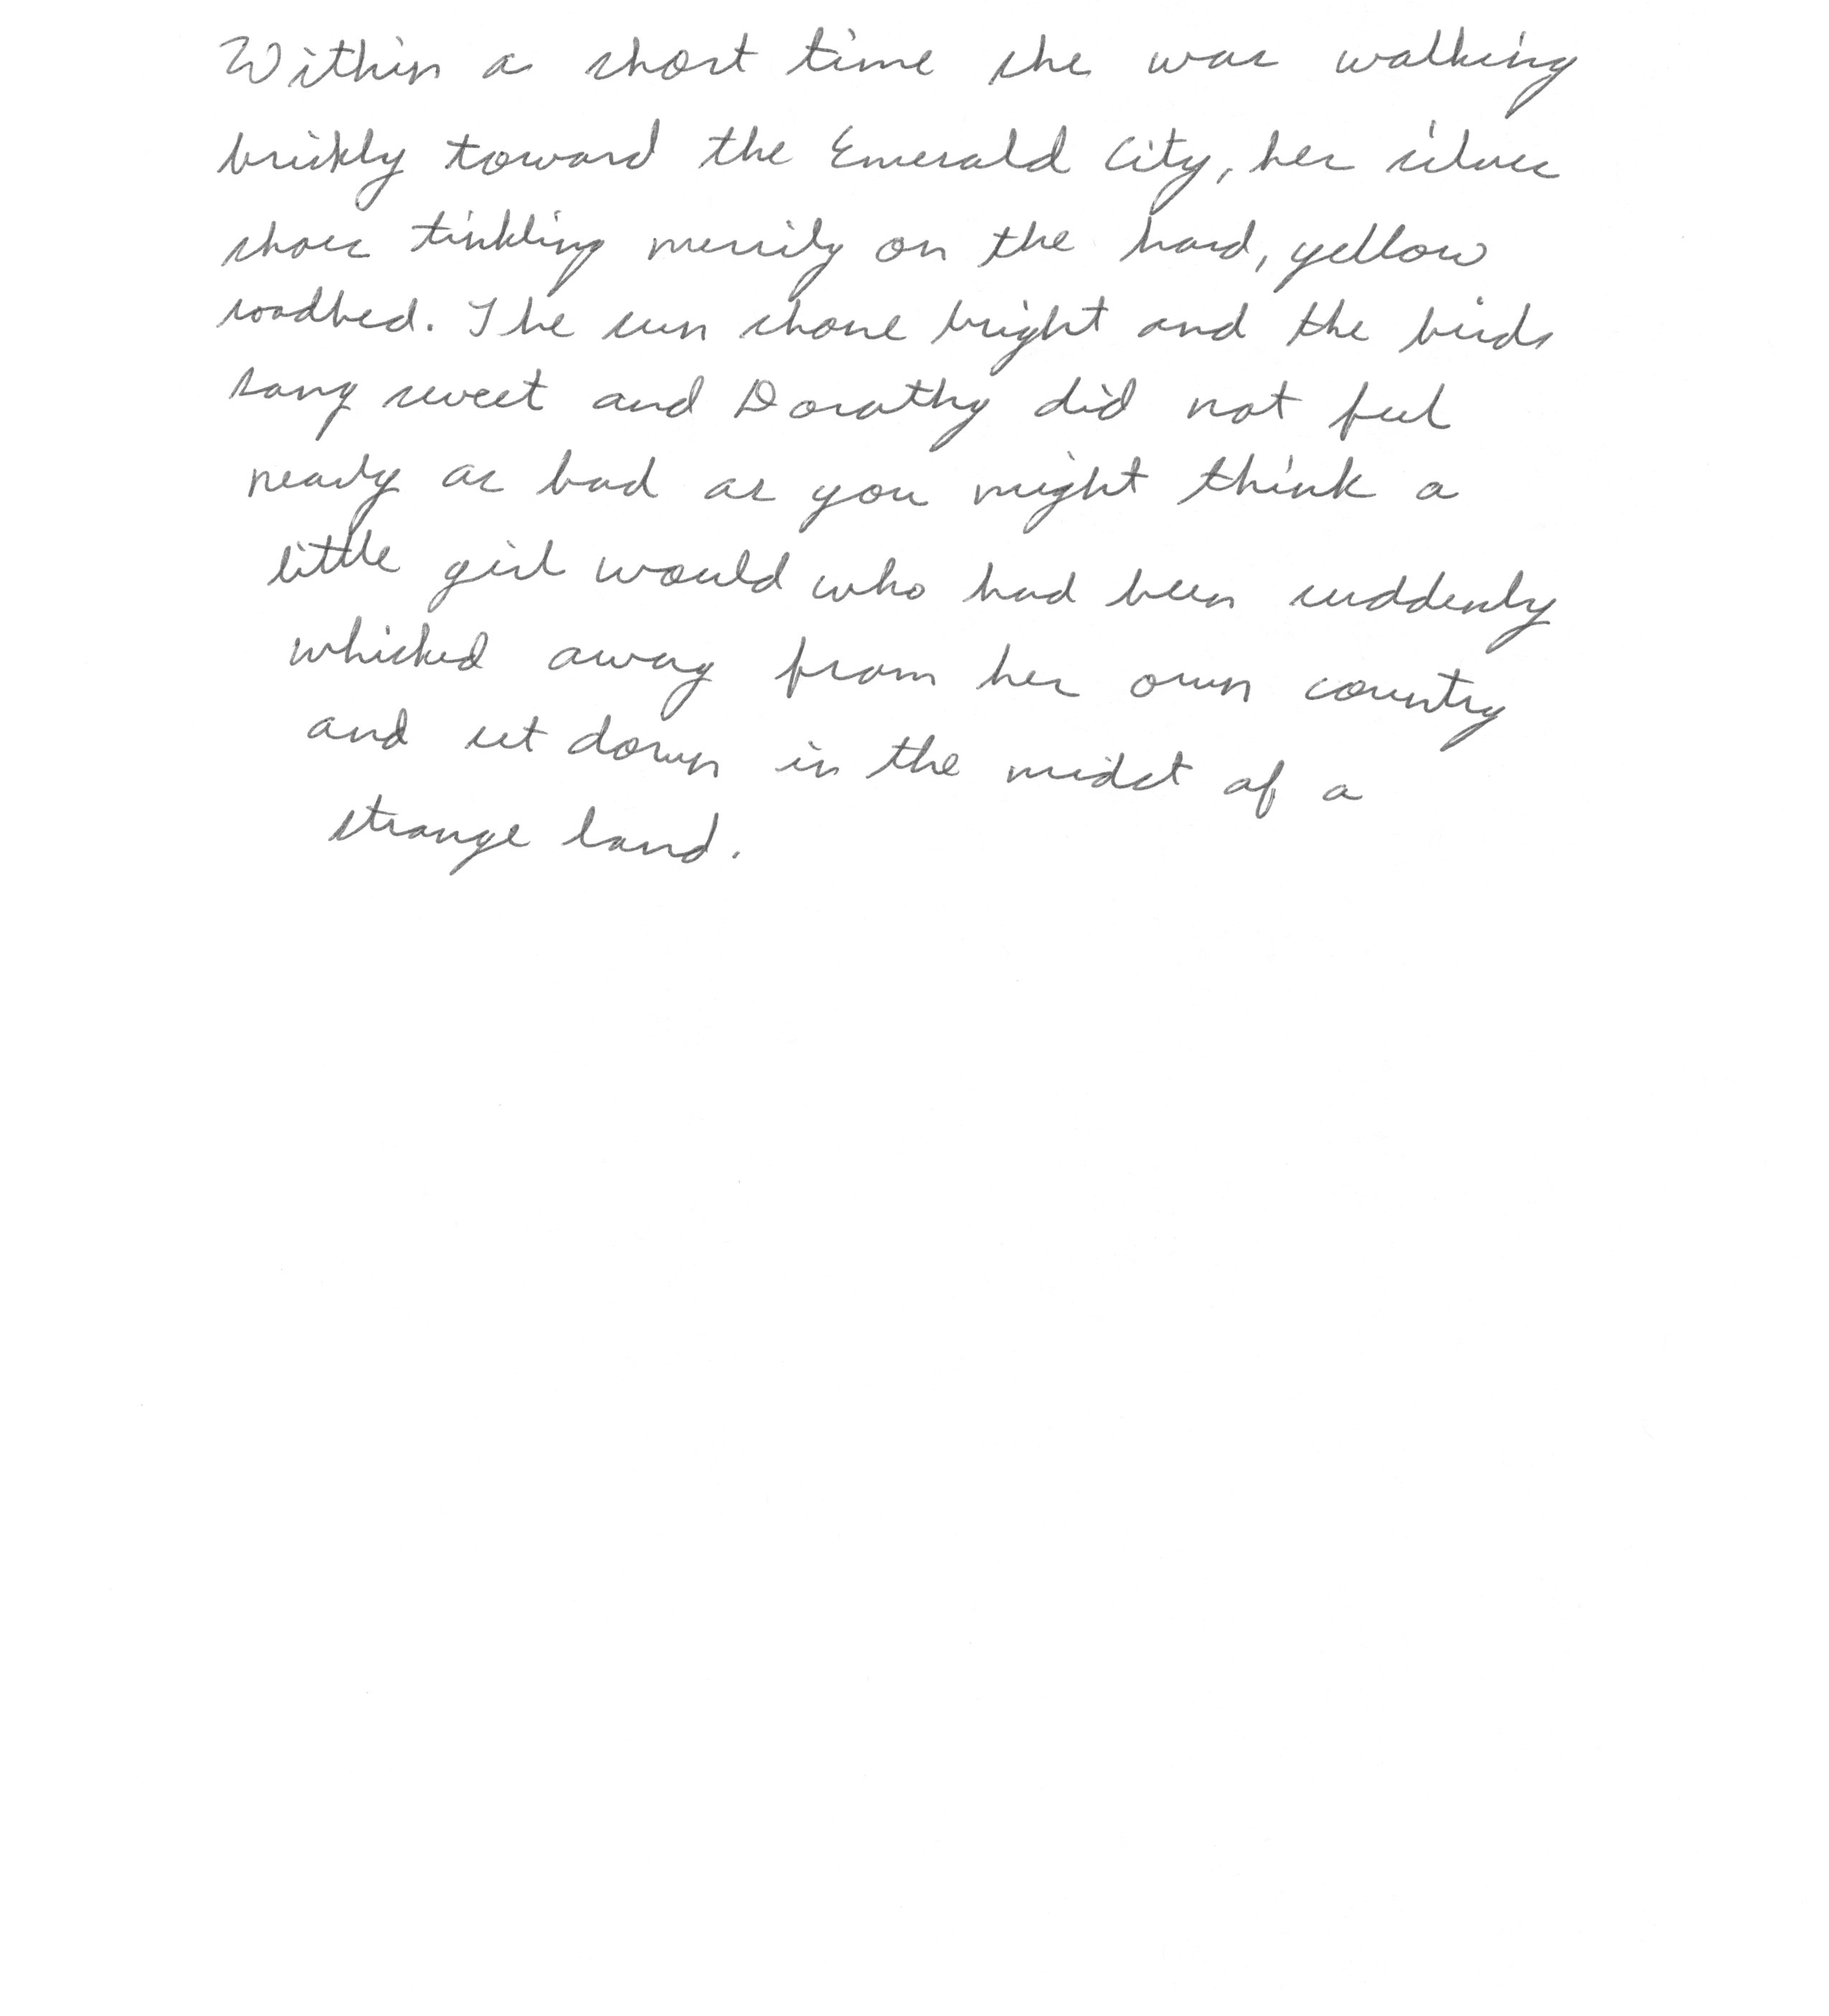 Within a short time she was walking
briskly toward the Emerald City, her silver
shoes tinkling merrily on the hard, yellow
roadbed. The sun shone bright and the birds
sang sweet and Dorothy did not feel
nearly as bad as you might think a
little girl would who had been suddenly
whisked away from her own country
and set down in the midst of a
strange land.